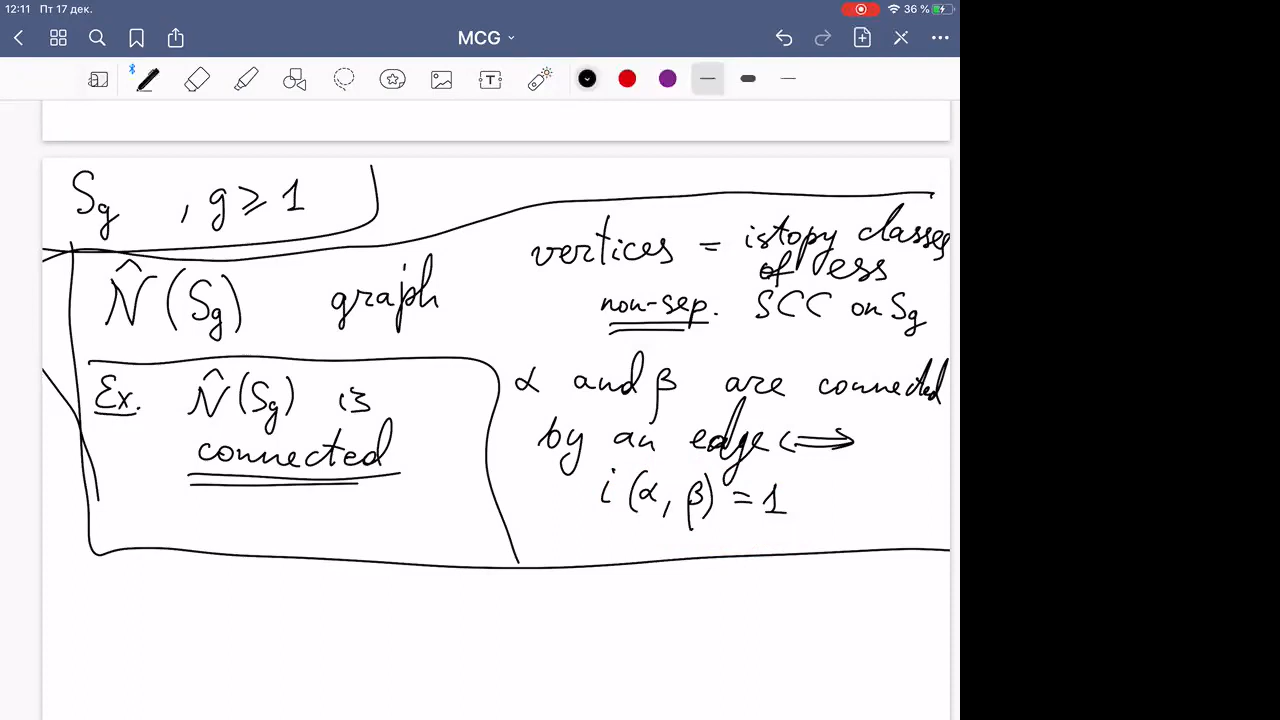 12:11 Пт 17 дек.
36 %
MCG
S_g , g ⩾ 1
N̂ (S_g) graph
vertices = istopy classes
of ess
non-sep. SCC on S_g
Ex. N̂(S_g) is
connected
α and β are connected
by an edge ⟺
i (α, β) = 1